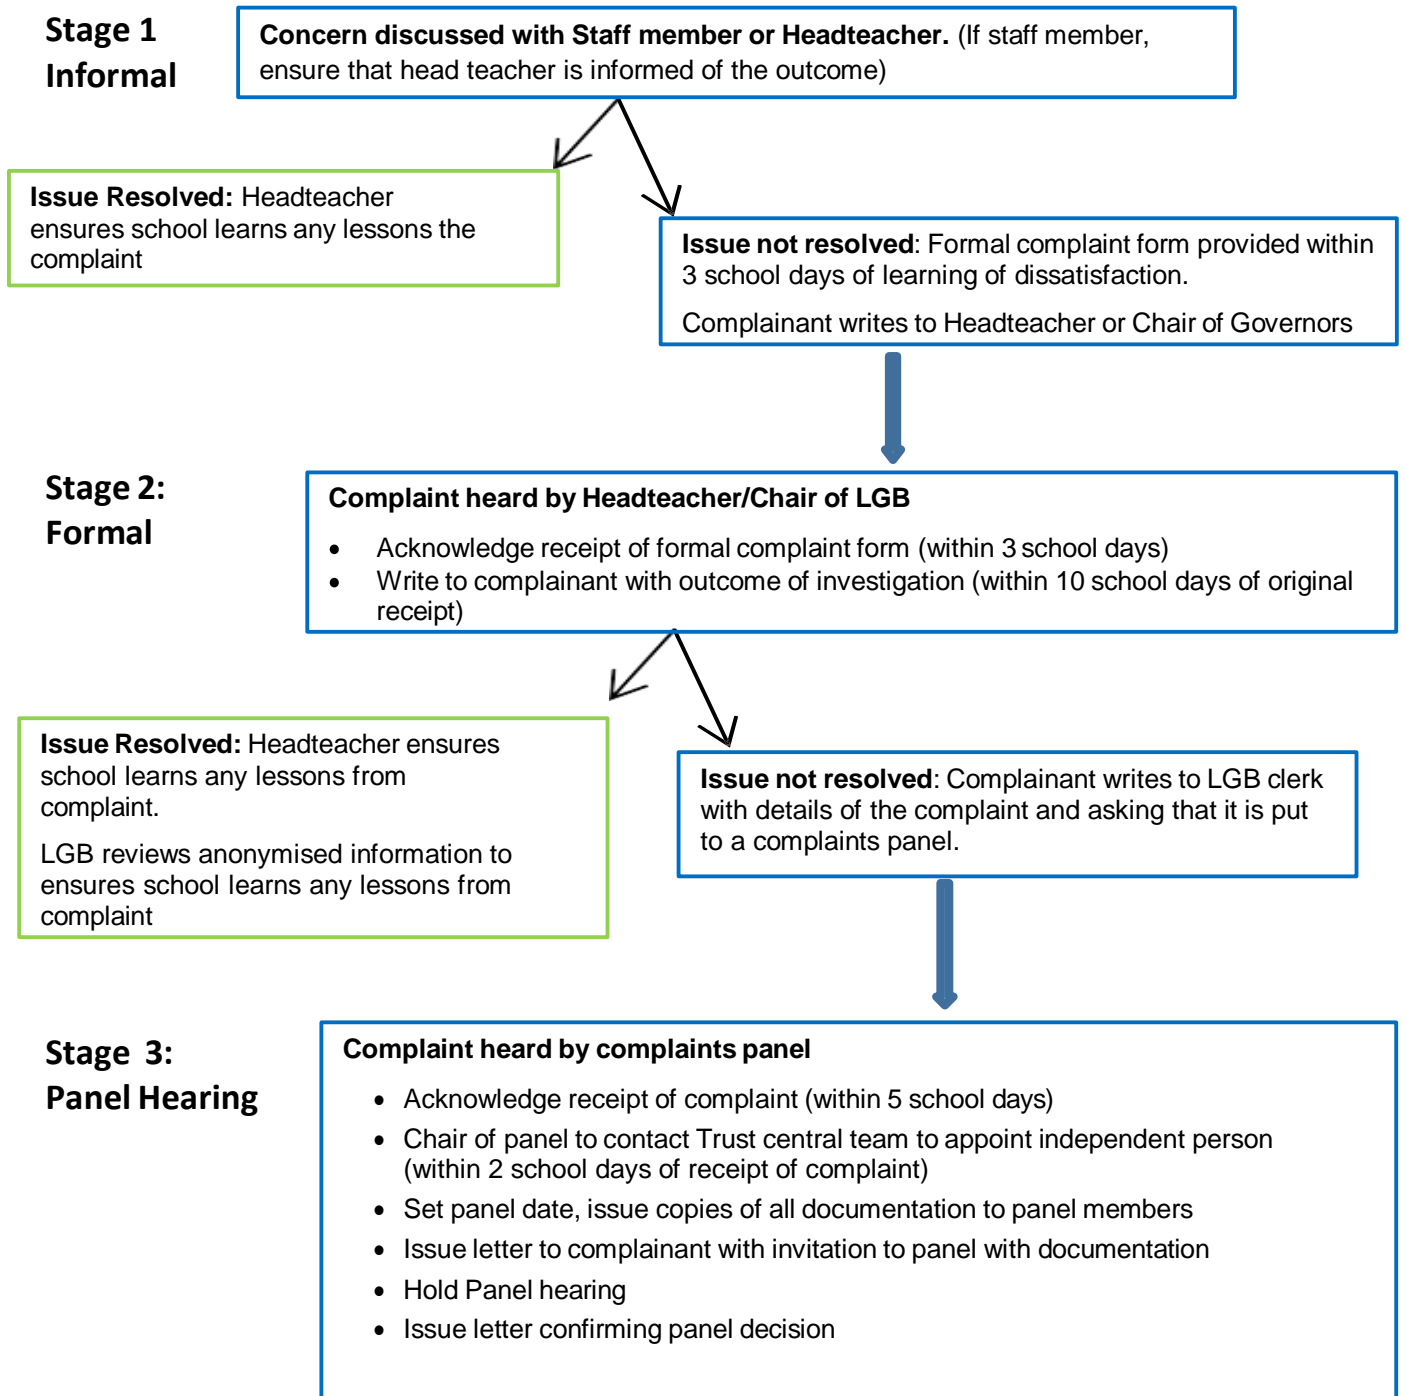 Stage 1
Informal
Concern discussed with Staff member or Headteacher. (If staff member,
ensure that head teacher is informed of the outcome)
Issue Resolved: Headteacher
ensures school learns any lessons the
complaint
Issue not resolved: Formal complaint form provided within
3 school days of learning of dissatisfaction.
Complainant writes to Headteacher or Chair of Governors
Stage 2:
Formal
Complaint heard by Headteacher/Chair of LGB
• Acknowledge receipt of formal complaint form (within 3 school days)
• Write to complainant with outcome of investigation (within 10 school days of original
receipt)
Issue Resolved: Headteacher ensures
school learns any lessons from
complaint.
LGB reviews anonymised information to
ensures school learns any lessons from
complaint
Issue not resolved: Complainant writes to LGB clerk
with details of the complaint and asking that it is put
to a complaints panel.
Stage 3:
Panel Hearing
Complaint heard by complaints panel
• Acknowledge receipt of complaint (within 5 school days)
• Chair of panel to contact Trust central team to appoint independent person
(within 2 school days of receipt of complaint)
• Set panel date, issue copies of all documentation to panel members
• Issue letter to complainant with invitation to panel with documentation
• Hold Panel hearing
• Issue letter confirming panel decision